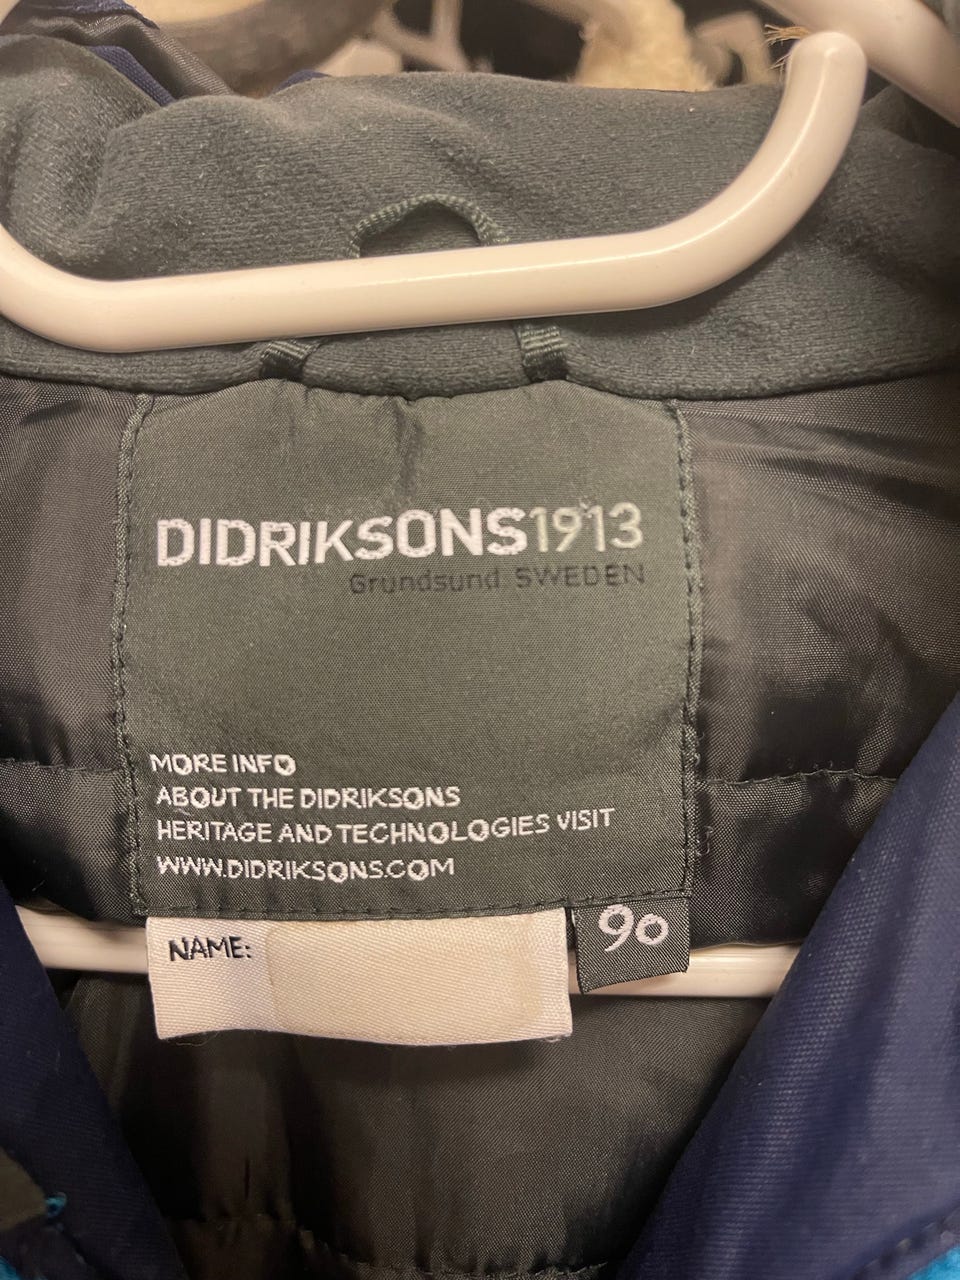 DIDRIKSONS1913
Grundsund SWEDEN
MORE INFO
ABOUT THE DIDRIKSONS
HERITAGE AND TECHNOLOGIES VISIT
WWW.DIDRIKSONS.COM
NAME:
90